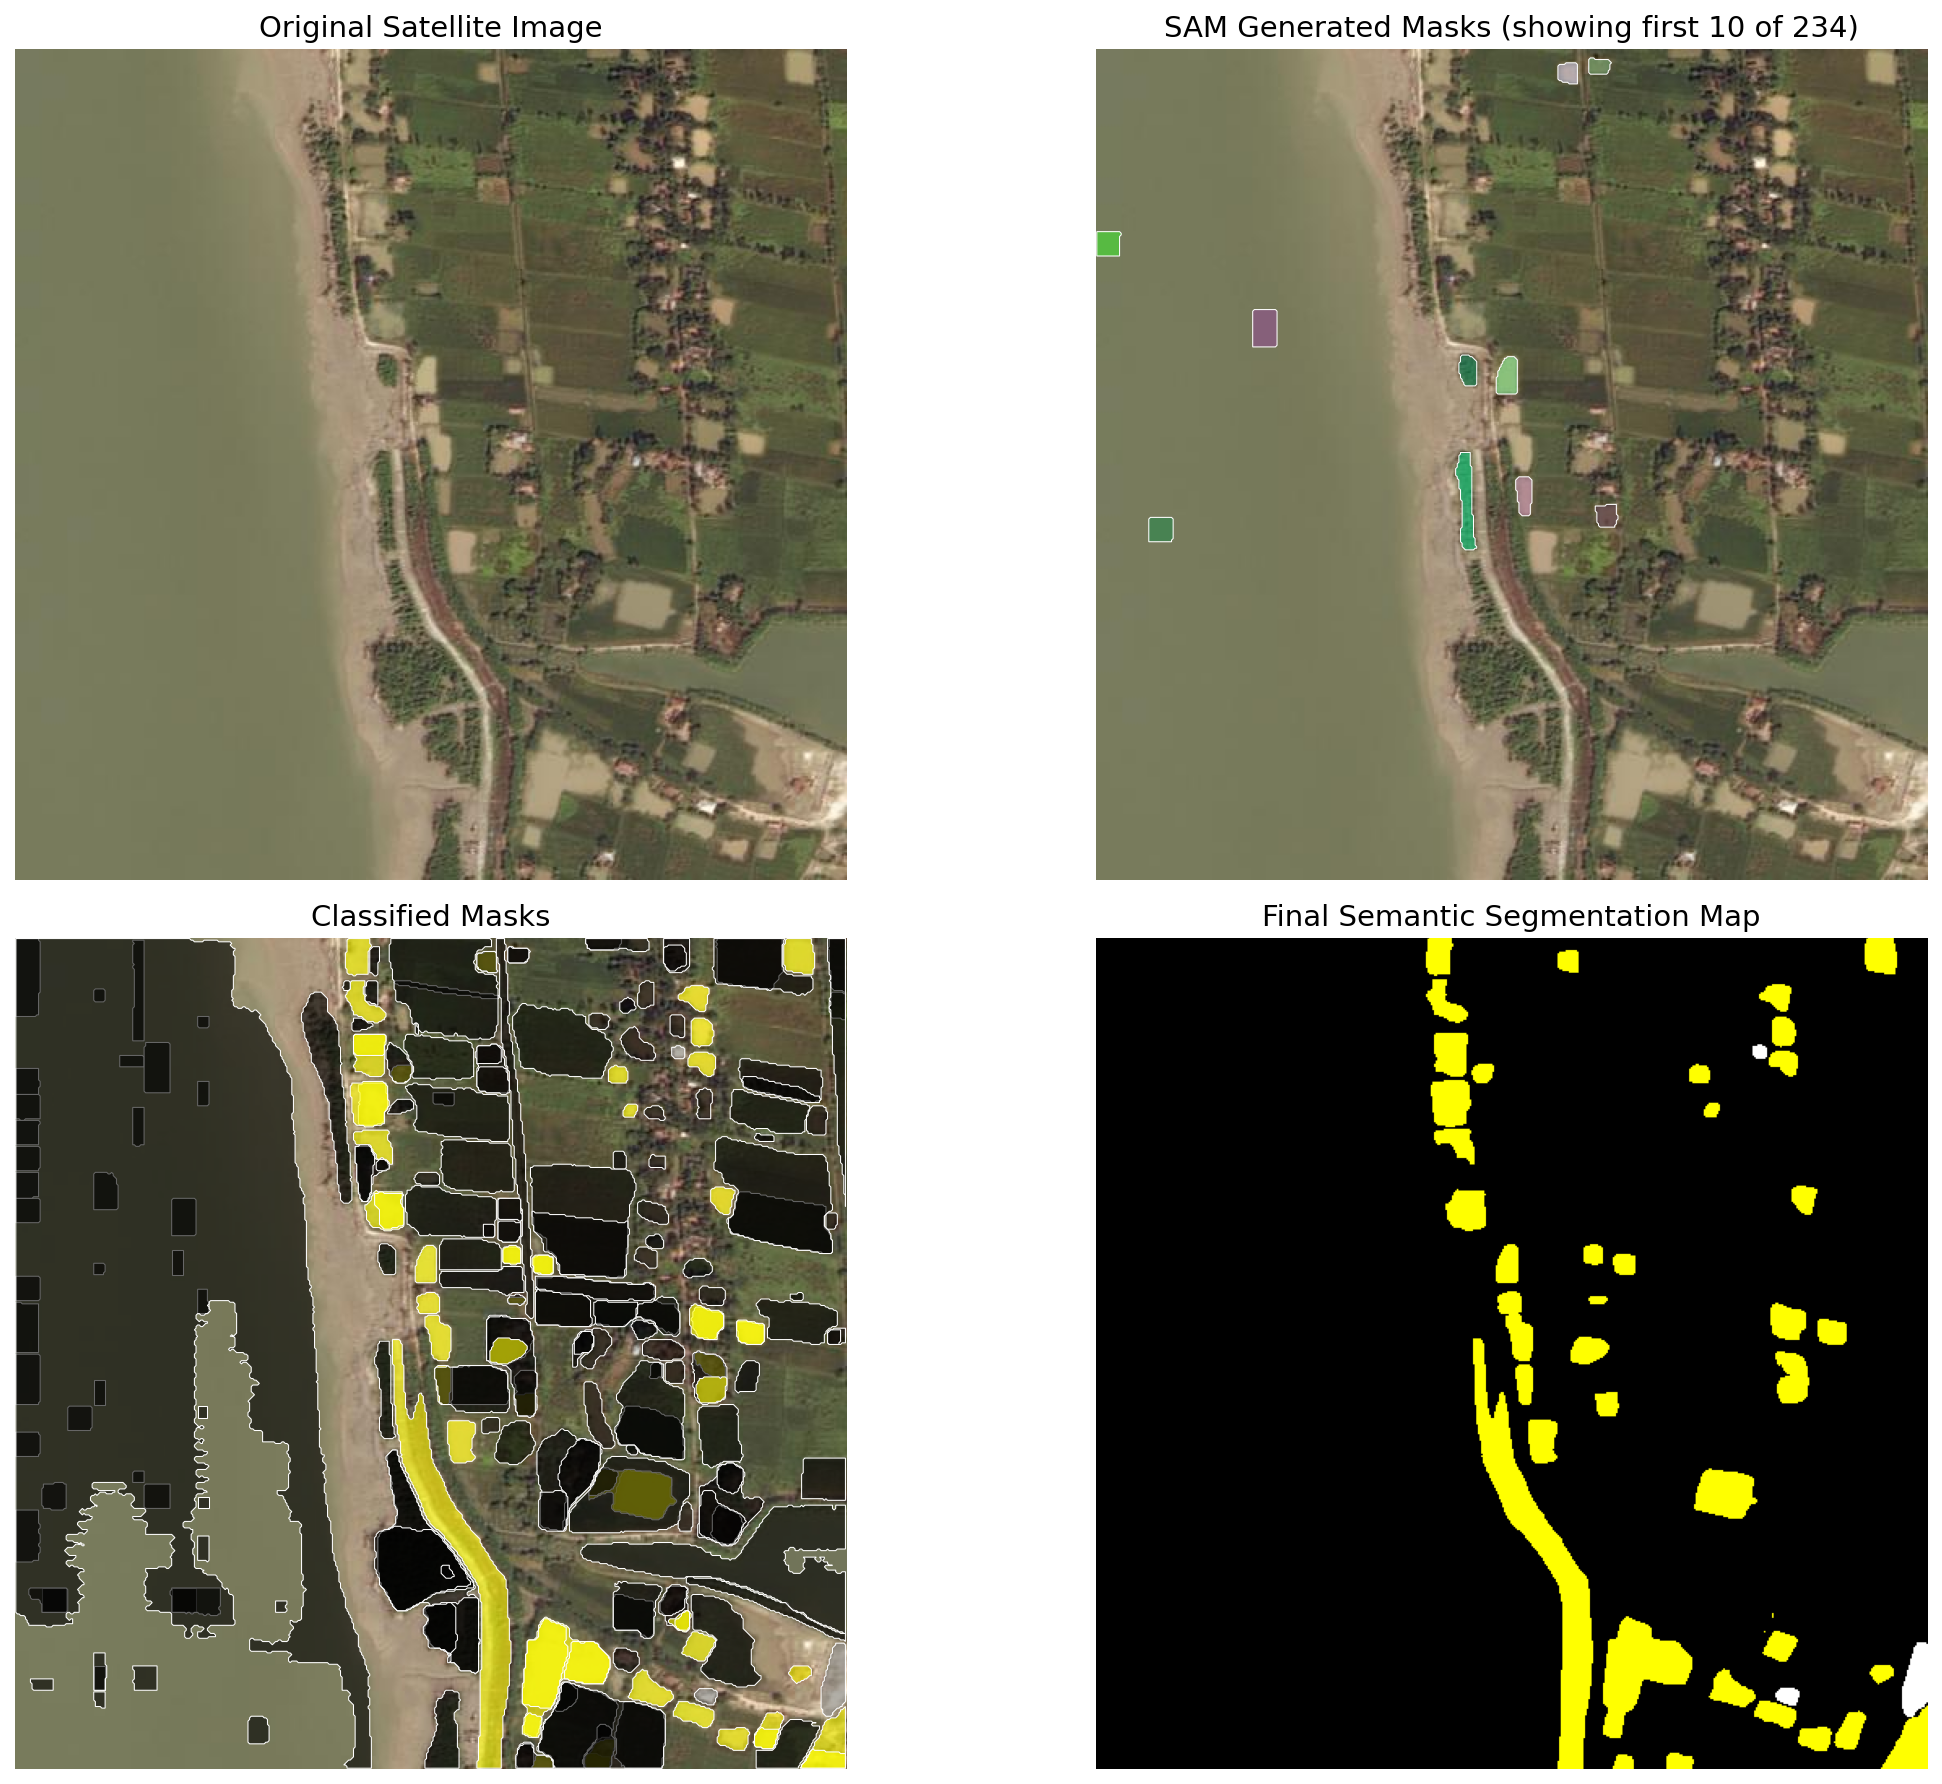 Original Satellite Image
SAM Generated Masks (showing first 10 of 234)
Classified Masks
Final Semantic Segmentation Map